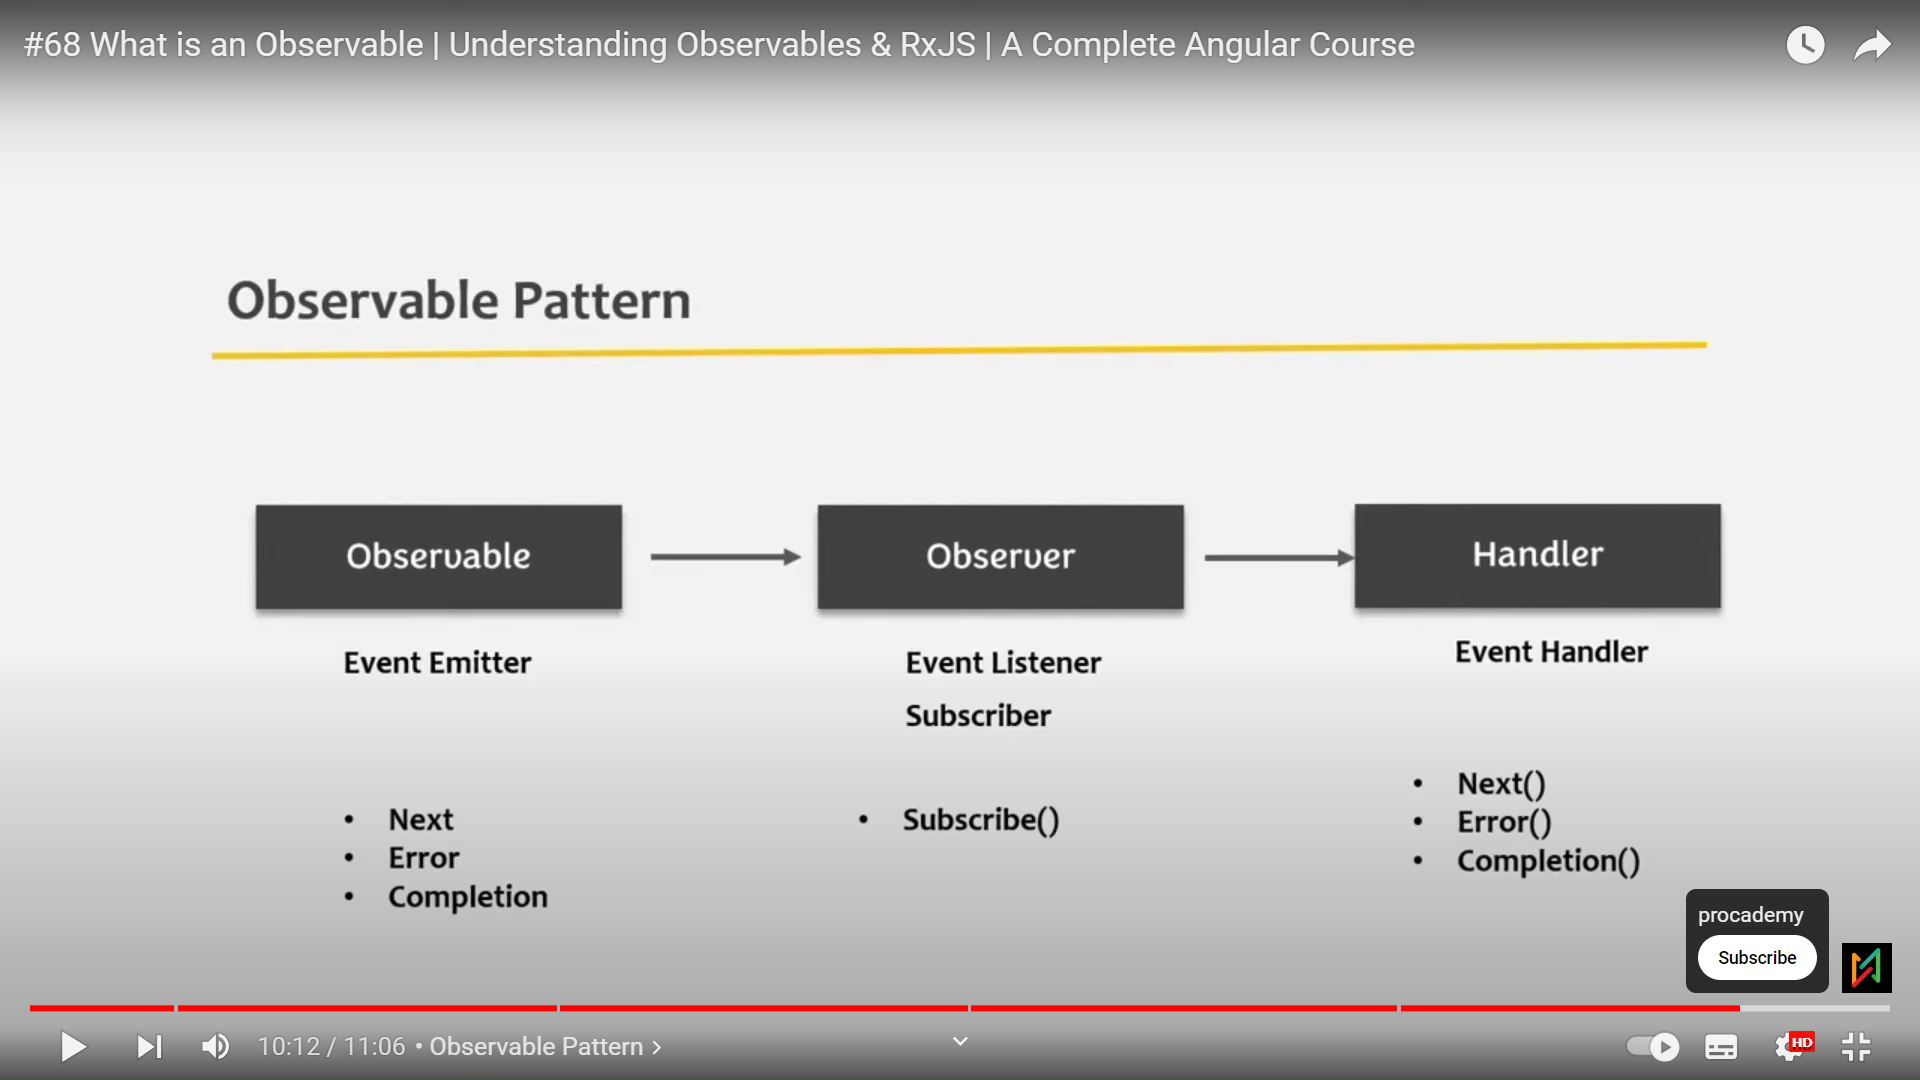 #68 What is an Observable | Understanding Observables & RxJS | A Complete Angular Course
Observable Pattern
Observable
Observer
Handler
Event Emitter
Event Listener
Subscriber
Event Handler
• Next
• Error
• Completion
• Subscribe()
• Next()
• Error()
• Completion()
procademy
Subscribe
10:12 / 11:06 • Observable Pattern >
HD